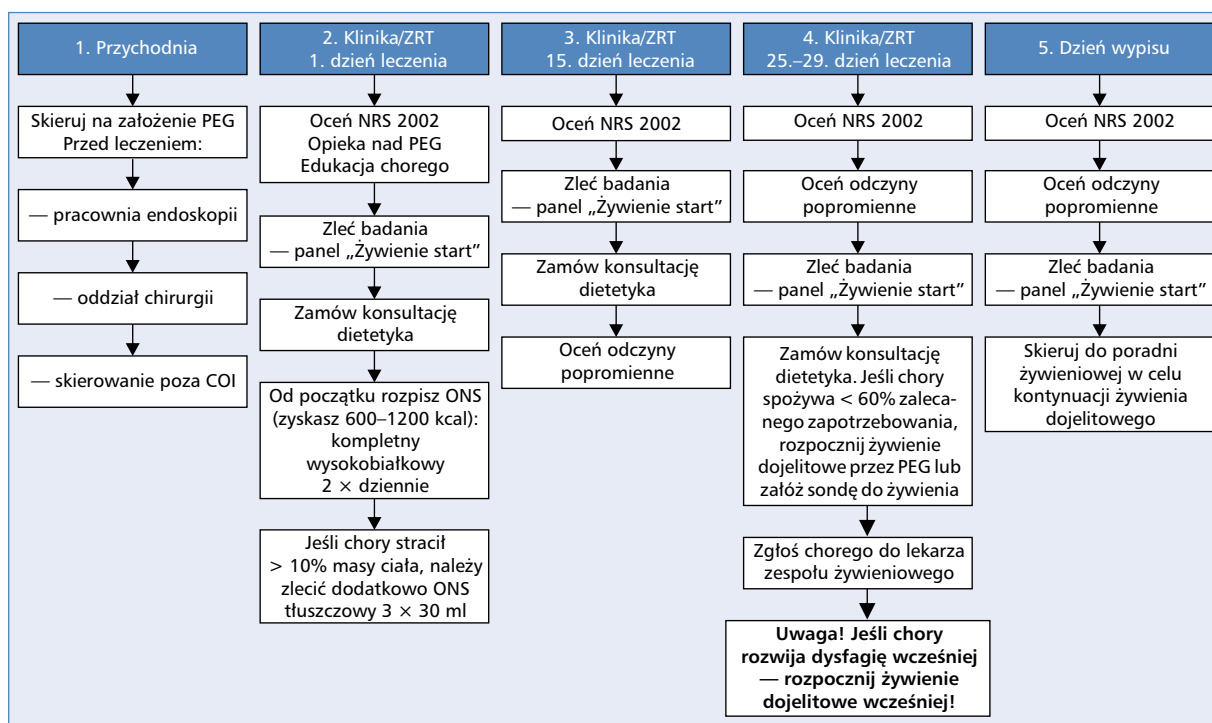 1. Przychodnia
Skieruj na założenie PEG
Przed leczeniem:
— pracownia endoskopii
— oddział chirurgii
— skierowanie poza COI
2. Klinika/ZRT
1. dzień leczenia
Oceń NRS 2002
Opieka nad PEG
Edukacja chorego
Zleć badania
— panel „Żywienie start”
Zamów konsultację
dietetyka
Od początku rozpisz ONS
(zyskasz 600–1200 kcal):
kompletny
wysokobiałkowy
2 × dziennie
Jeśli chory stracił
> 10% masy ciała, należy
zlecić dodatkowo ONS
tłuszczowy 3 × 30 ml
3. Klinika/ZRT
15. dzień leczenia
Oceń NRS 2002
Zleć badania
— panel „Żywienie start”
Zamów konsultację
dietetyka
Oceń odczyny
popromienne
4. Klinika/ZRT
25.–29. dzień leczenia
Oceń NRS 2002
Oceń odczyny
popromienne
Zleć badania
— panel „Żywienie start”
Zamów konsultację
dietetyka. Jeśli chory
spożywa < 60% zaleca-
nego zapotrzebowania,
rozpocznij żywienie
dojelitowe przez PEG lub
załóż sondę do żywienia
Zgłoś chorego do lekarza
zespołu żywieniowego
Uwaga! Jeśli chory
rozwija dysfagię wcześniej
— rozpocznij żywienie
dojelitowe wcześniej!
5. Dzień wypisu
Oceń NRS 2002
Oceń odczyny
popromienne
Zleć badania
— panel „Żywienie start”
Skieruj do poradni
żywieniowej w celu
kontynuacji żywienia
dojelitowego